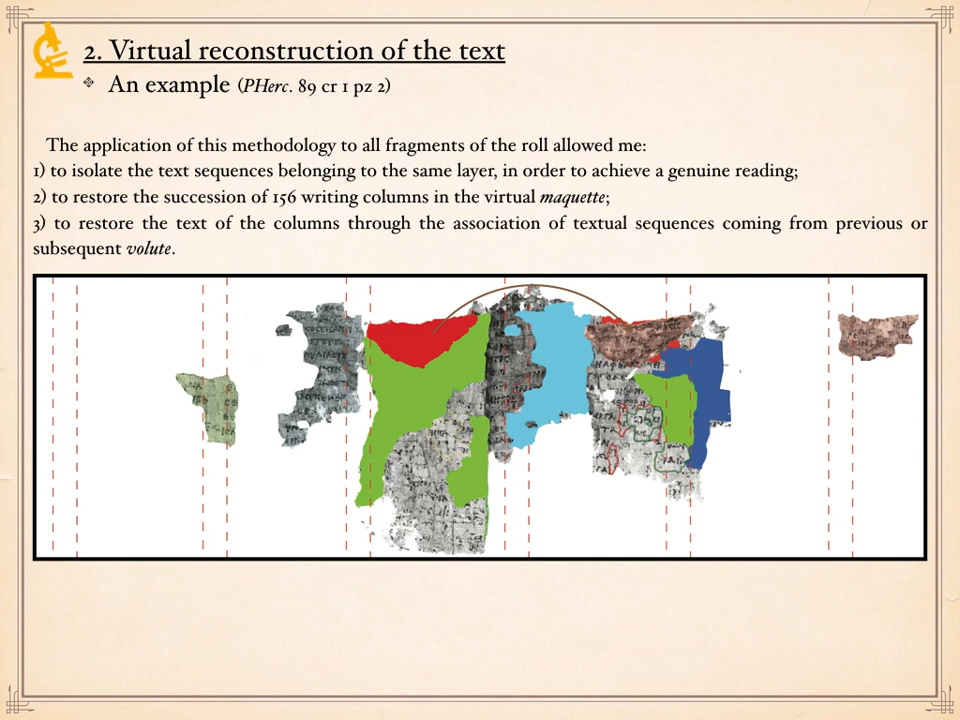 2. Virtual reconstruction of the text
❖ An example (PHerc. 89 cr 1 pz 2)
The application of this methodology to all fragments of the roll allowed me:
1) to isolate the text sequences belonging to the same layer, in order to achieve a genuine reading;
2) to restore the succession of 156 writing columns in the virtual maquette;
3) to restore the text of the columns through the association of textual sequences coming from previous or
subsequent volute.